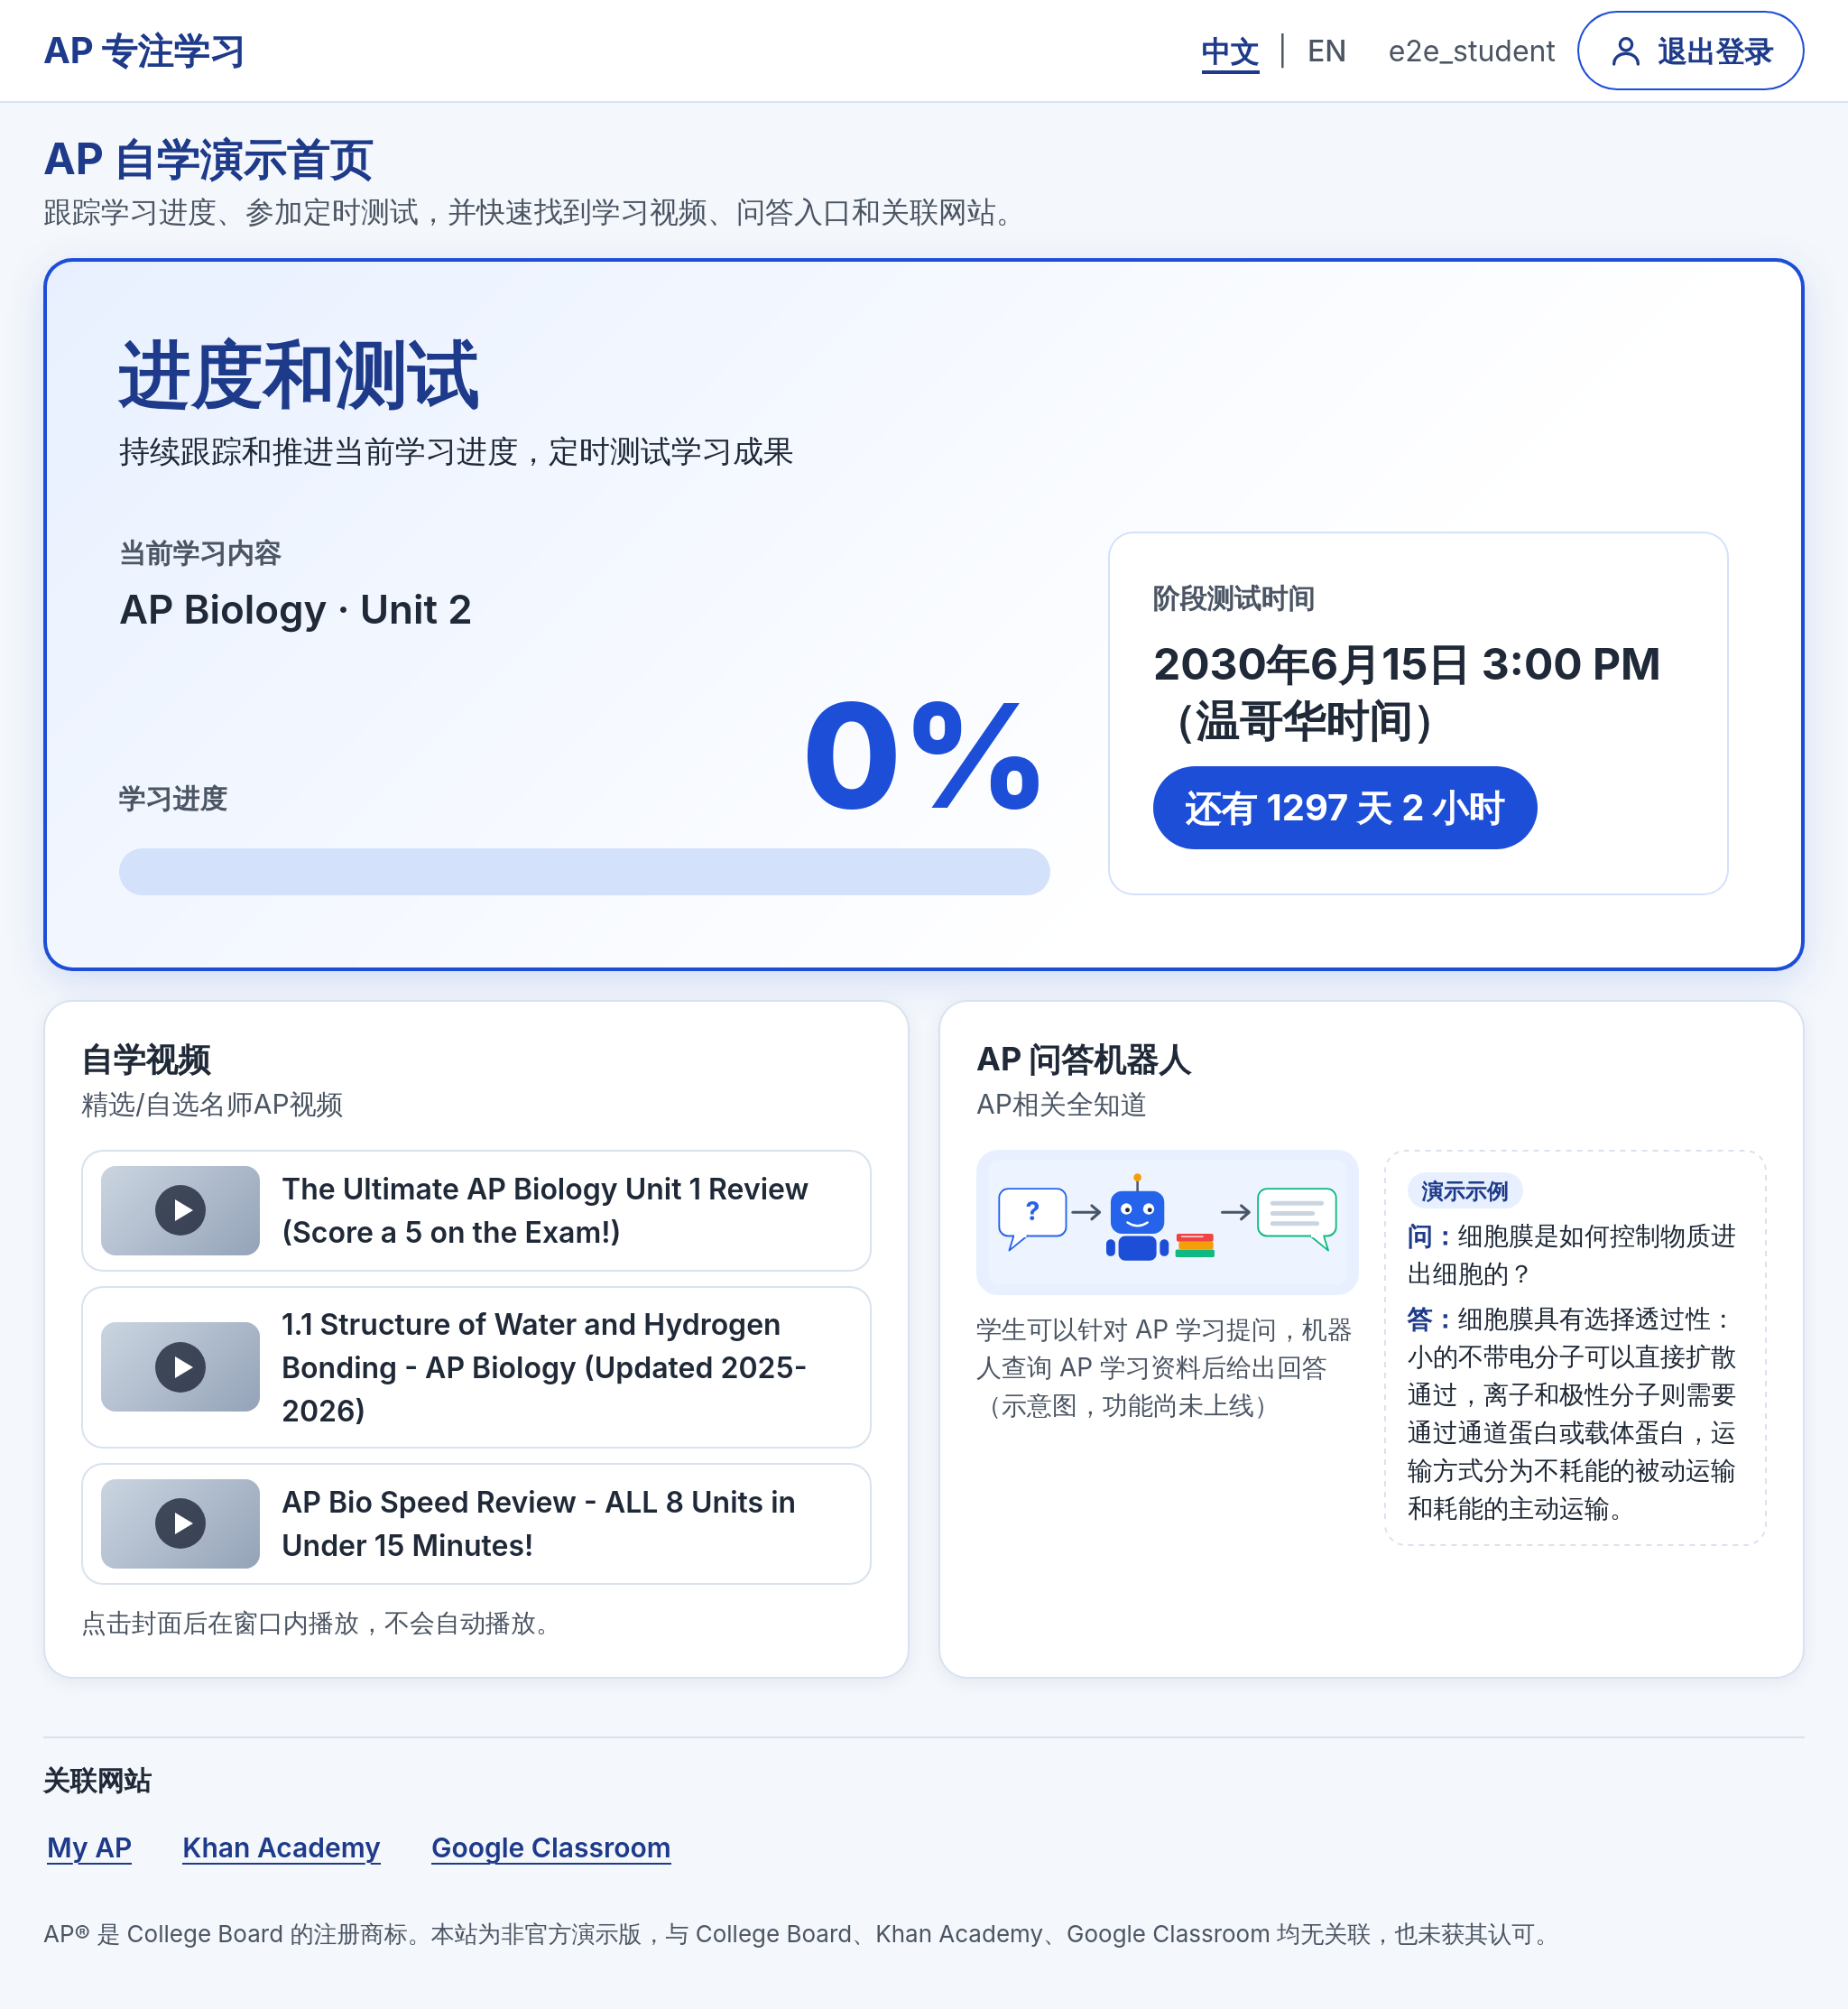 AP 专注学习
中文 | EN e2e_student 退出登录
AP 自学演示首页
跟踪学习进度、参加定时测试，并快速找到学习视频、问答入口和关联网站。
进度和测试
持续跟踪和推进当前学习进度，定时测试学习成果
当前学习内容
AP Biology · Unit 2
学习进度
0%
阶段测试时间
2030年6月15日 3:00 PM
（温哥华时间）
还有 1297 天 2 小时
自学视频
精选/自选名师AP视频
The Ultimate AP Biology Unit 1 Review
(Score a 5 on the Exam!)
1.1 Structure of Water and Hydrogen
Bonding - AP Biology (Updated 2025-
2026)
AP Bio Speed Review - ALL 8 Units in
Under 15 Minutes!
点击封面后在窗口内播放，不会自动播放。
AP 问答机器人
AP相关全知道
?
学生可以针对 AP 学习提问，机器
人查询 AP 学习资料后给出回答
（示意图，功能尚未上线）
演示示例
问：细胞膜是如何控制物质进
出细胞的？
答：细胞膜具有选择透过性：
小的不带电分子可以直接扩散
通过，离子和极性分子则需要
通过通道蛋白或载体蛋白，运
输方式分为不耗能的被动运输
和耗能的主动运输。
关联网站
My AP Khan Academy Google Classroom
AP® 是 College Board 的注册商标。本站为非官方演示版，与 College Board、Khan Academy、Google Classroom 均无关联，也未获其认可。